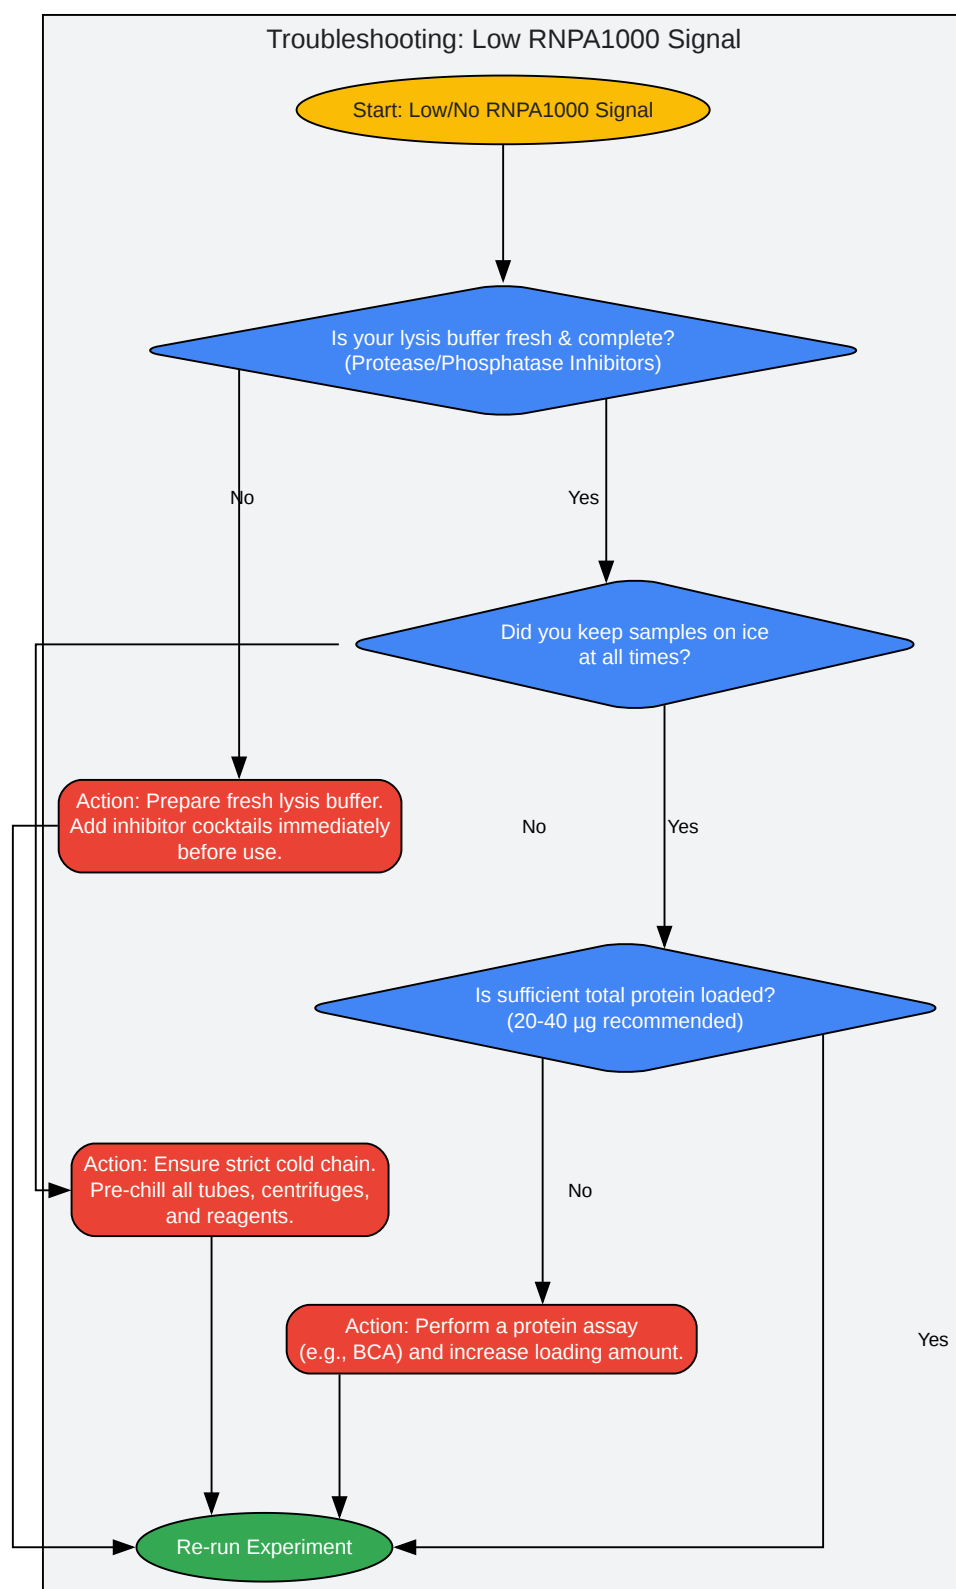 Troubleshooting: Low RNPA1000 Signal
Start: Low/No RNPA1000 Signal
Is your lysis buffer fresh & complete?
(Protease/Phosphatase Inhibitors)
No
Yes
Did you keep samples on ice
at all times?
Action: Prepare fresh lysis buffer.
Add inhibitor cocktails immediately
before use.
No
Yes
Is sufficient total protein loaded?
(20-40 µg recommended)
Action: Ensure strict cold chain.
Pre-chill all tubes, centrifuges,
and reagents.
No
Action: Perform a protein assay
(e.g., BCA) and increase loading amount.
Yes
Re-run Experiment